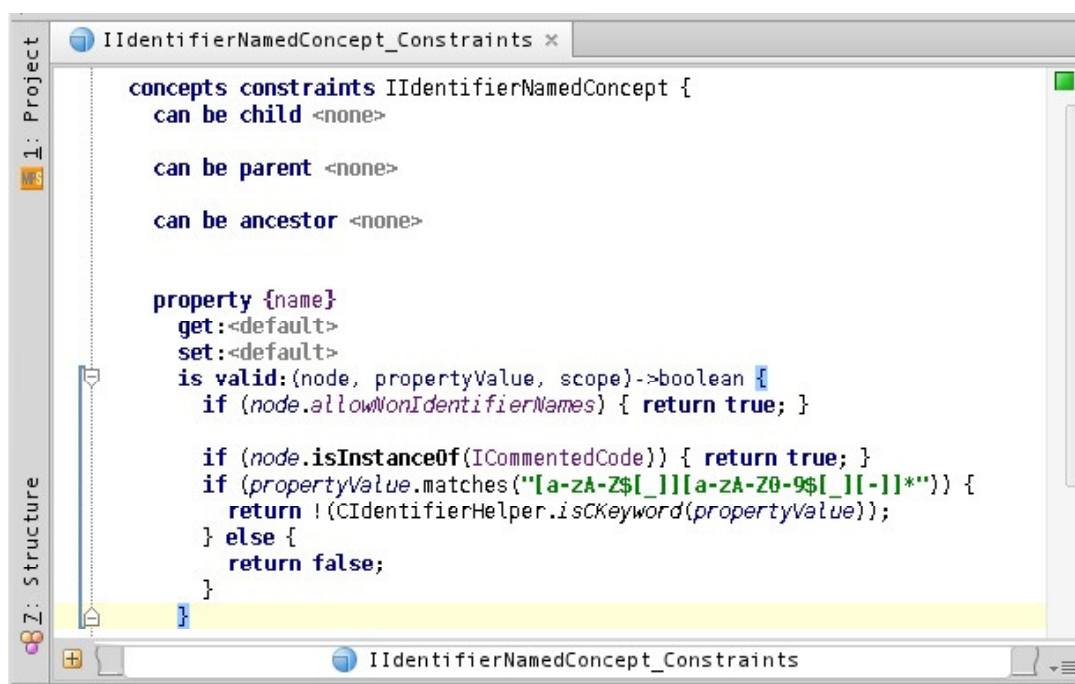 IIdentifierNamedConcept_Constraints ×
1: Project
MPS
concepts constraints IIdentifierNamedConcept {
can be child <none>
can be parent <none>
can be ancestor <none>
property {name}
get:<default>
set:<default>
is valid:(node, propertyValue, scope)->boolean {
if (node.allowNonIdentifierNames) { return true; }
if (node.isInstanceOf(ICommentedCode)) { return true; }
if (propertyValue.matches("[a-zA-Z$[_]][a-zA-Z0-9$[_][-]]*")) {
return !(CIdentifierHelper.isCKeyword(propertyValue));
} else {
return false;
}
}
7: Structure
IIdentifierNamedConcept_Constraints